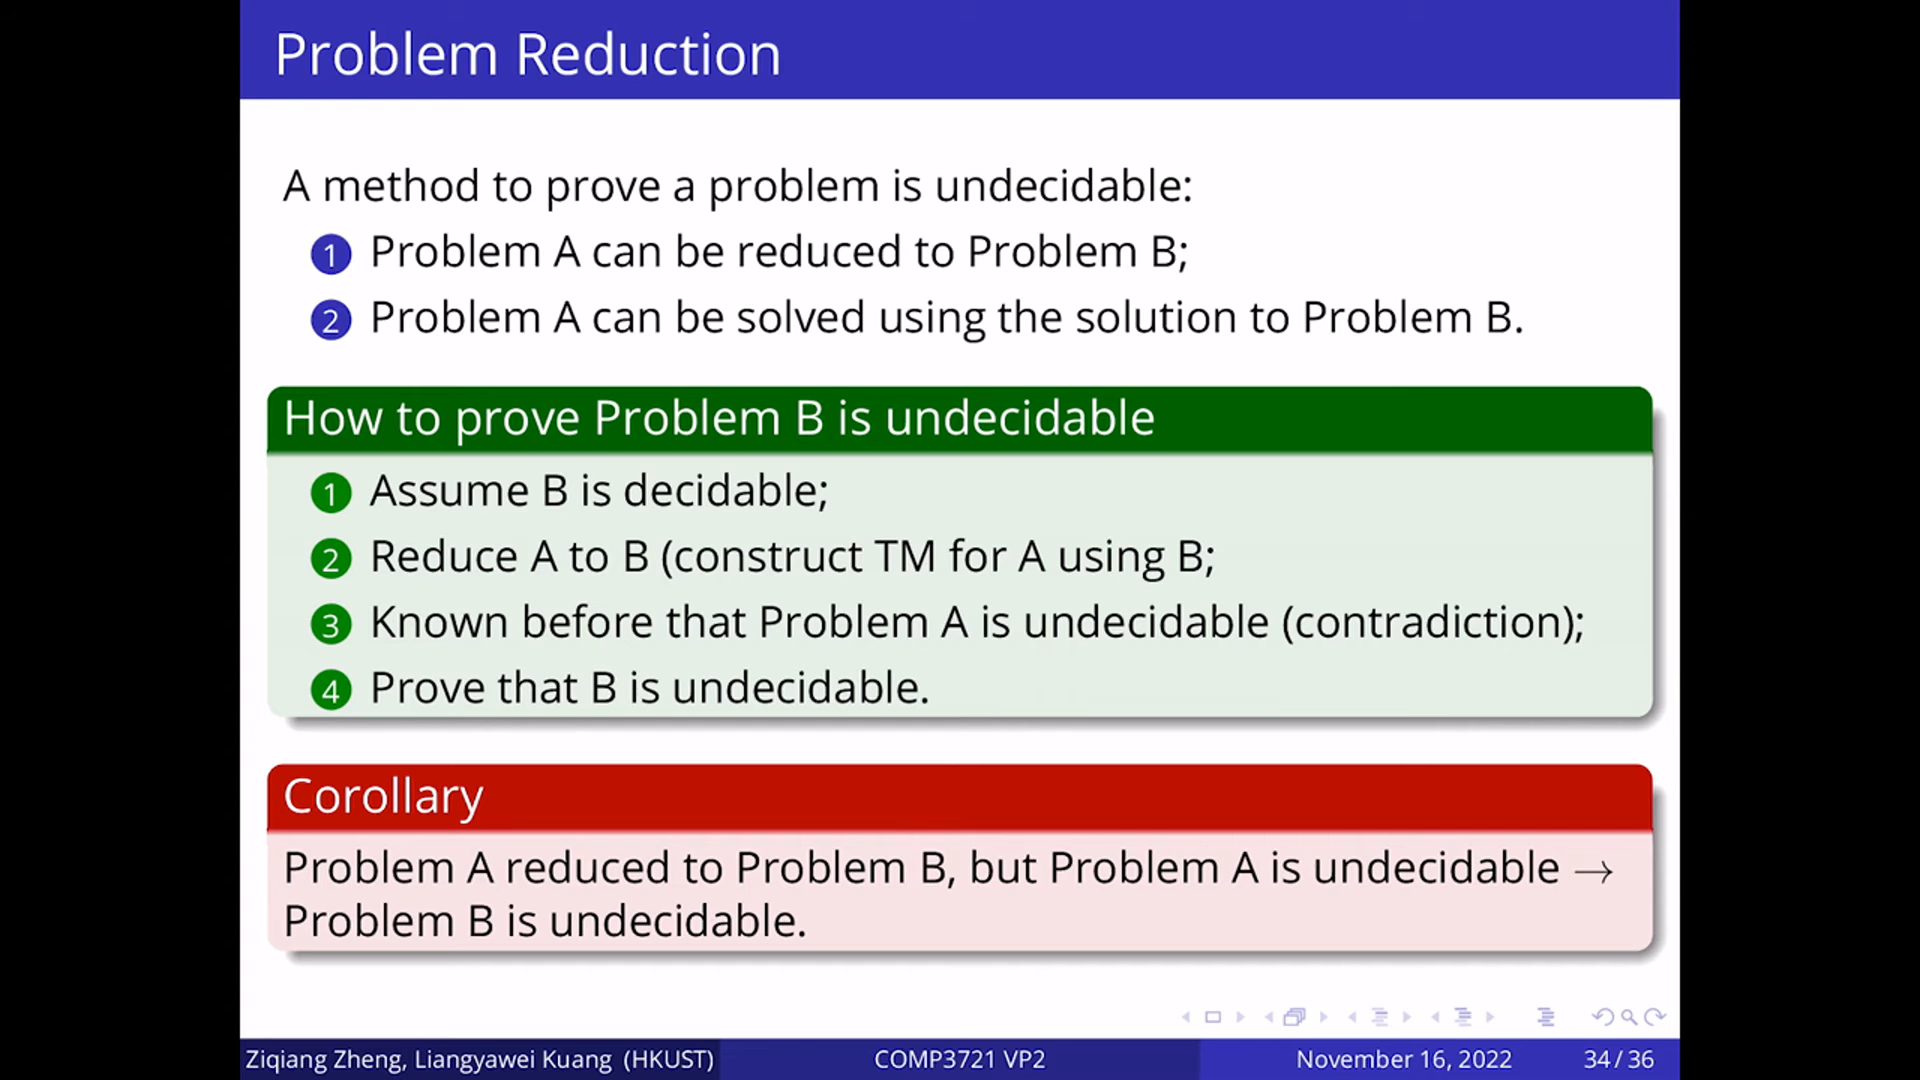 Problem Reduction
A method to prove a problem is undecidable:
1 Problem A can be reduced to Problem B;
2 Problem A can be solved using the solution to Problem B.
How to prove Problem B is undecidable
1 Assume B is decidable;
2 Reduce A to B (construct TM for A using B;
3 Known before that Problem A is undecidable (contradiction);
4 Prove that B is undecidable.
Corollary
Problem A reduced to Problem B, but Problem A is undecidable →
Problem B is undecidable.
Ziqiang Zheng, Liangyawei Kuang (HKUST) COMP3721 VP2 November 16, 2022 34 / 36